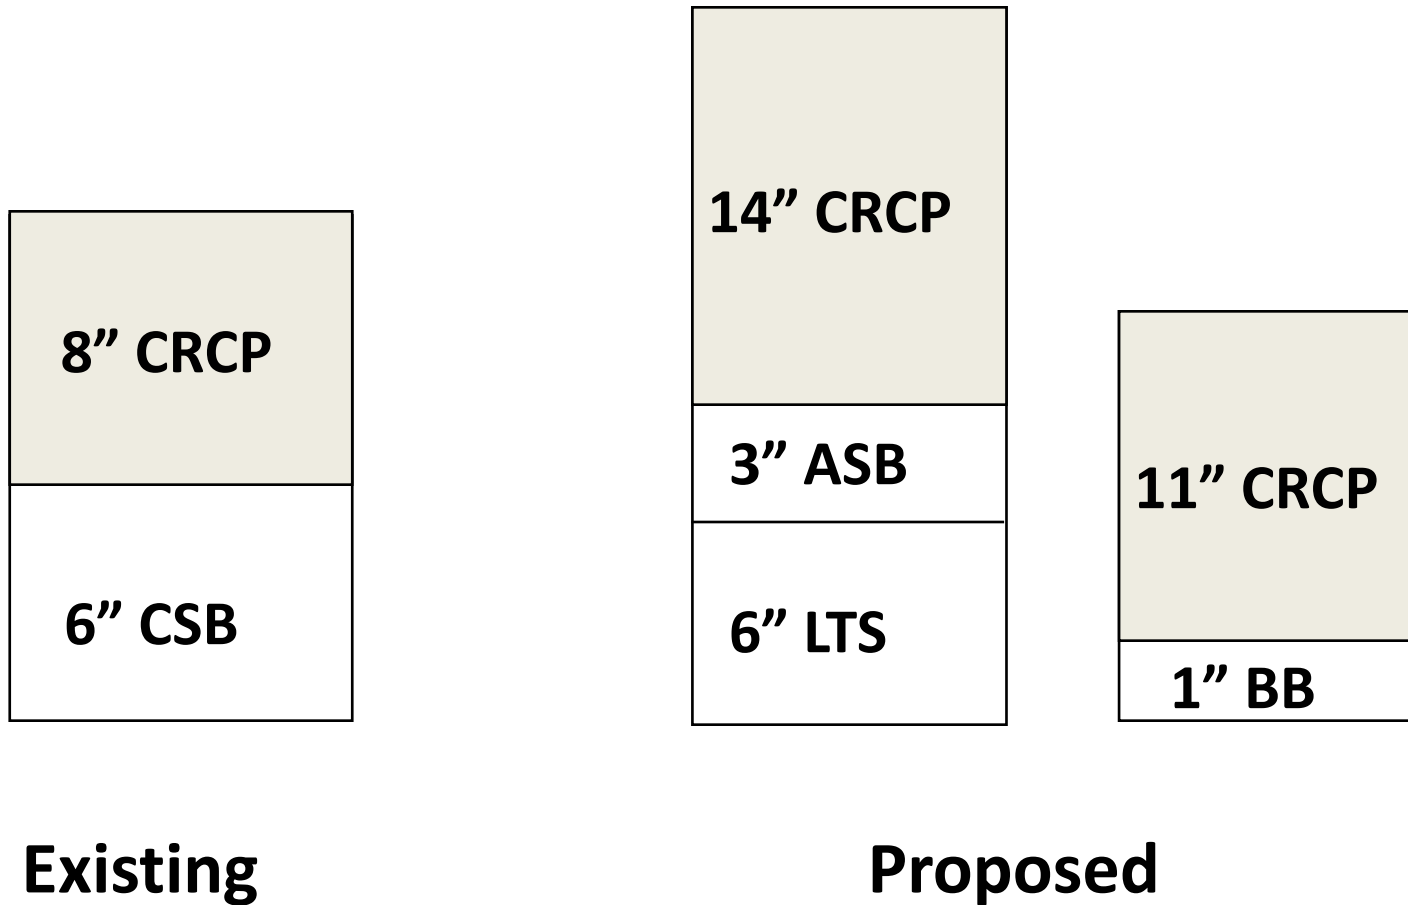 8” CRCP
6” CSB
Existing
14” CRCP
3” ASB
6” LTS
11” CRCP
1” BB
Proposed